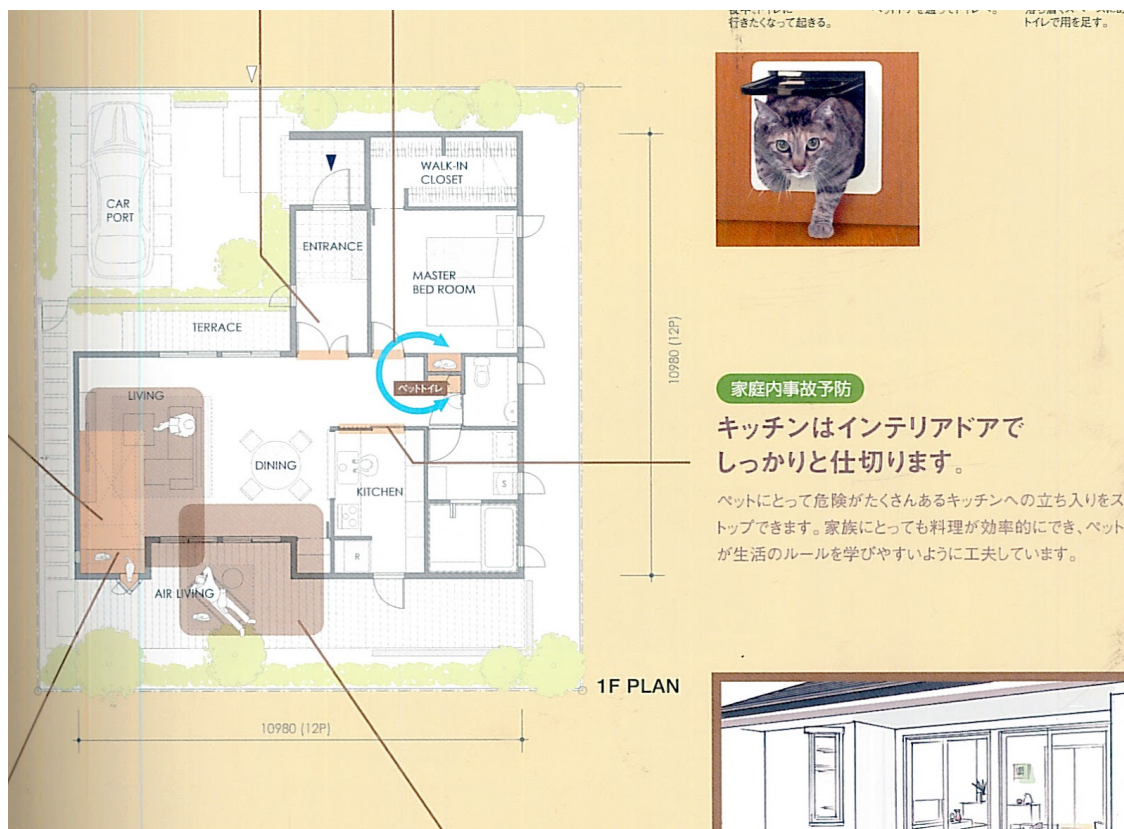 行きたくなって起きる。
トイレで用を足す。
WALK-IN
CLOSET
CAR
PORT
ENTRANCE
MASTER
BED ROOM
TERRACE
10980 (12P)
ペットトイレ
LIVING
DINING
KITCHEN
S
R
AIR LIVING
1F PLAN
10980 (12P)
家庭内事故予防
キッチンはインテリアドアで
しっかりと仕切ります。
ペットにとって危険がたくさんあるキッチンへの立ち入りをス
トップできます。家族にとっても料理が効率的にでき、ペット
が生活のルールを学びやすいように工夫しています。